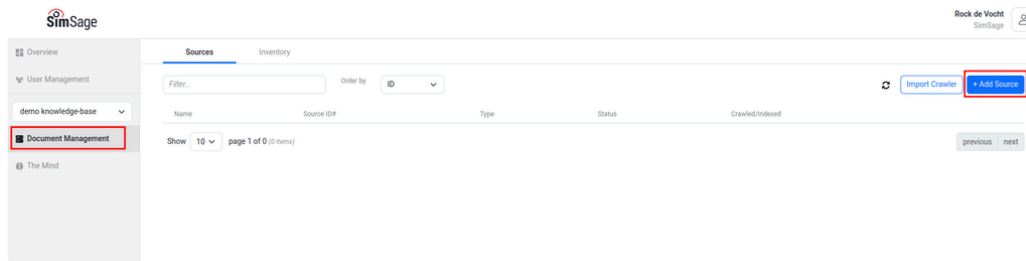 SimSage
Rock de Vocht
SimSage
Overview
User Management
demo knowledge-base
Document Management
The Mind
Sources Inventory
Filter... Order by ID
Import Crawler + Add Source
Name Source ID# Type Status Crawled/Indexed
Show 10 page 1 of 0 (0 items) previous next